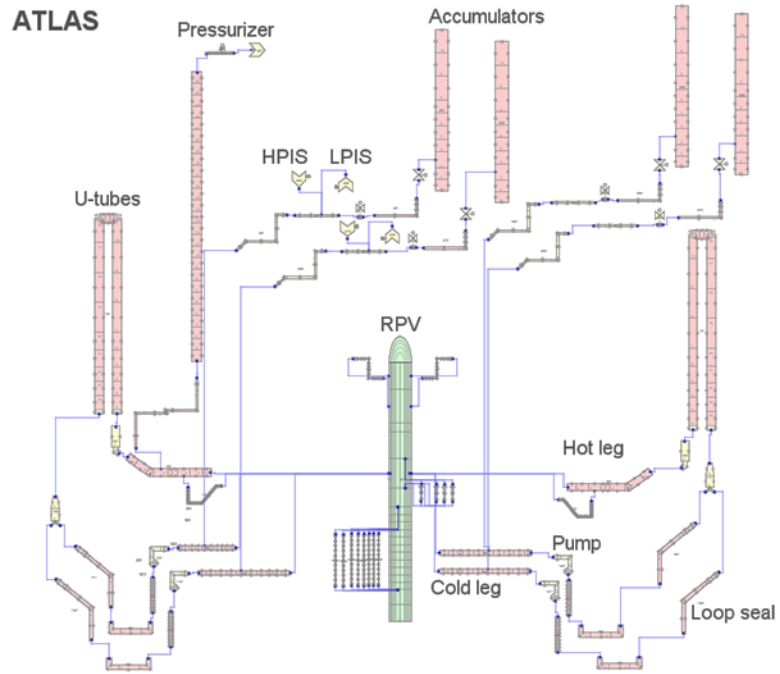 ATLAS
Pressurizer
Accumulators
HPIS
LPIS
U-tubes
RPV
Hot leg
Pump
Cold leg
Loop seal